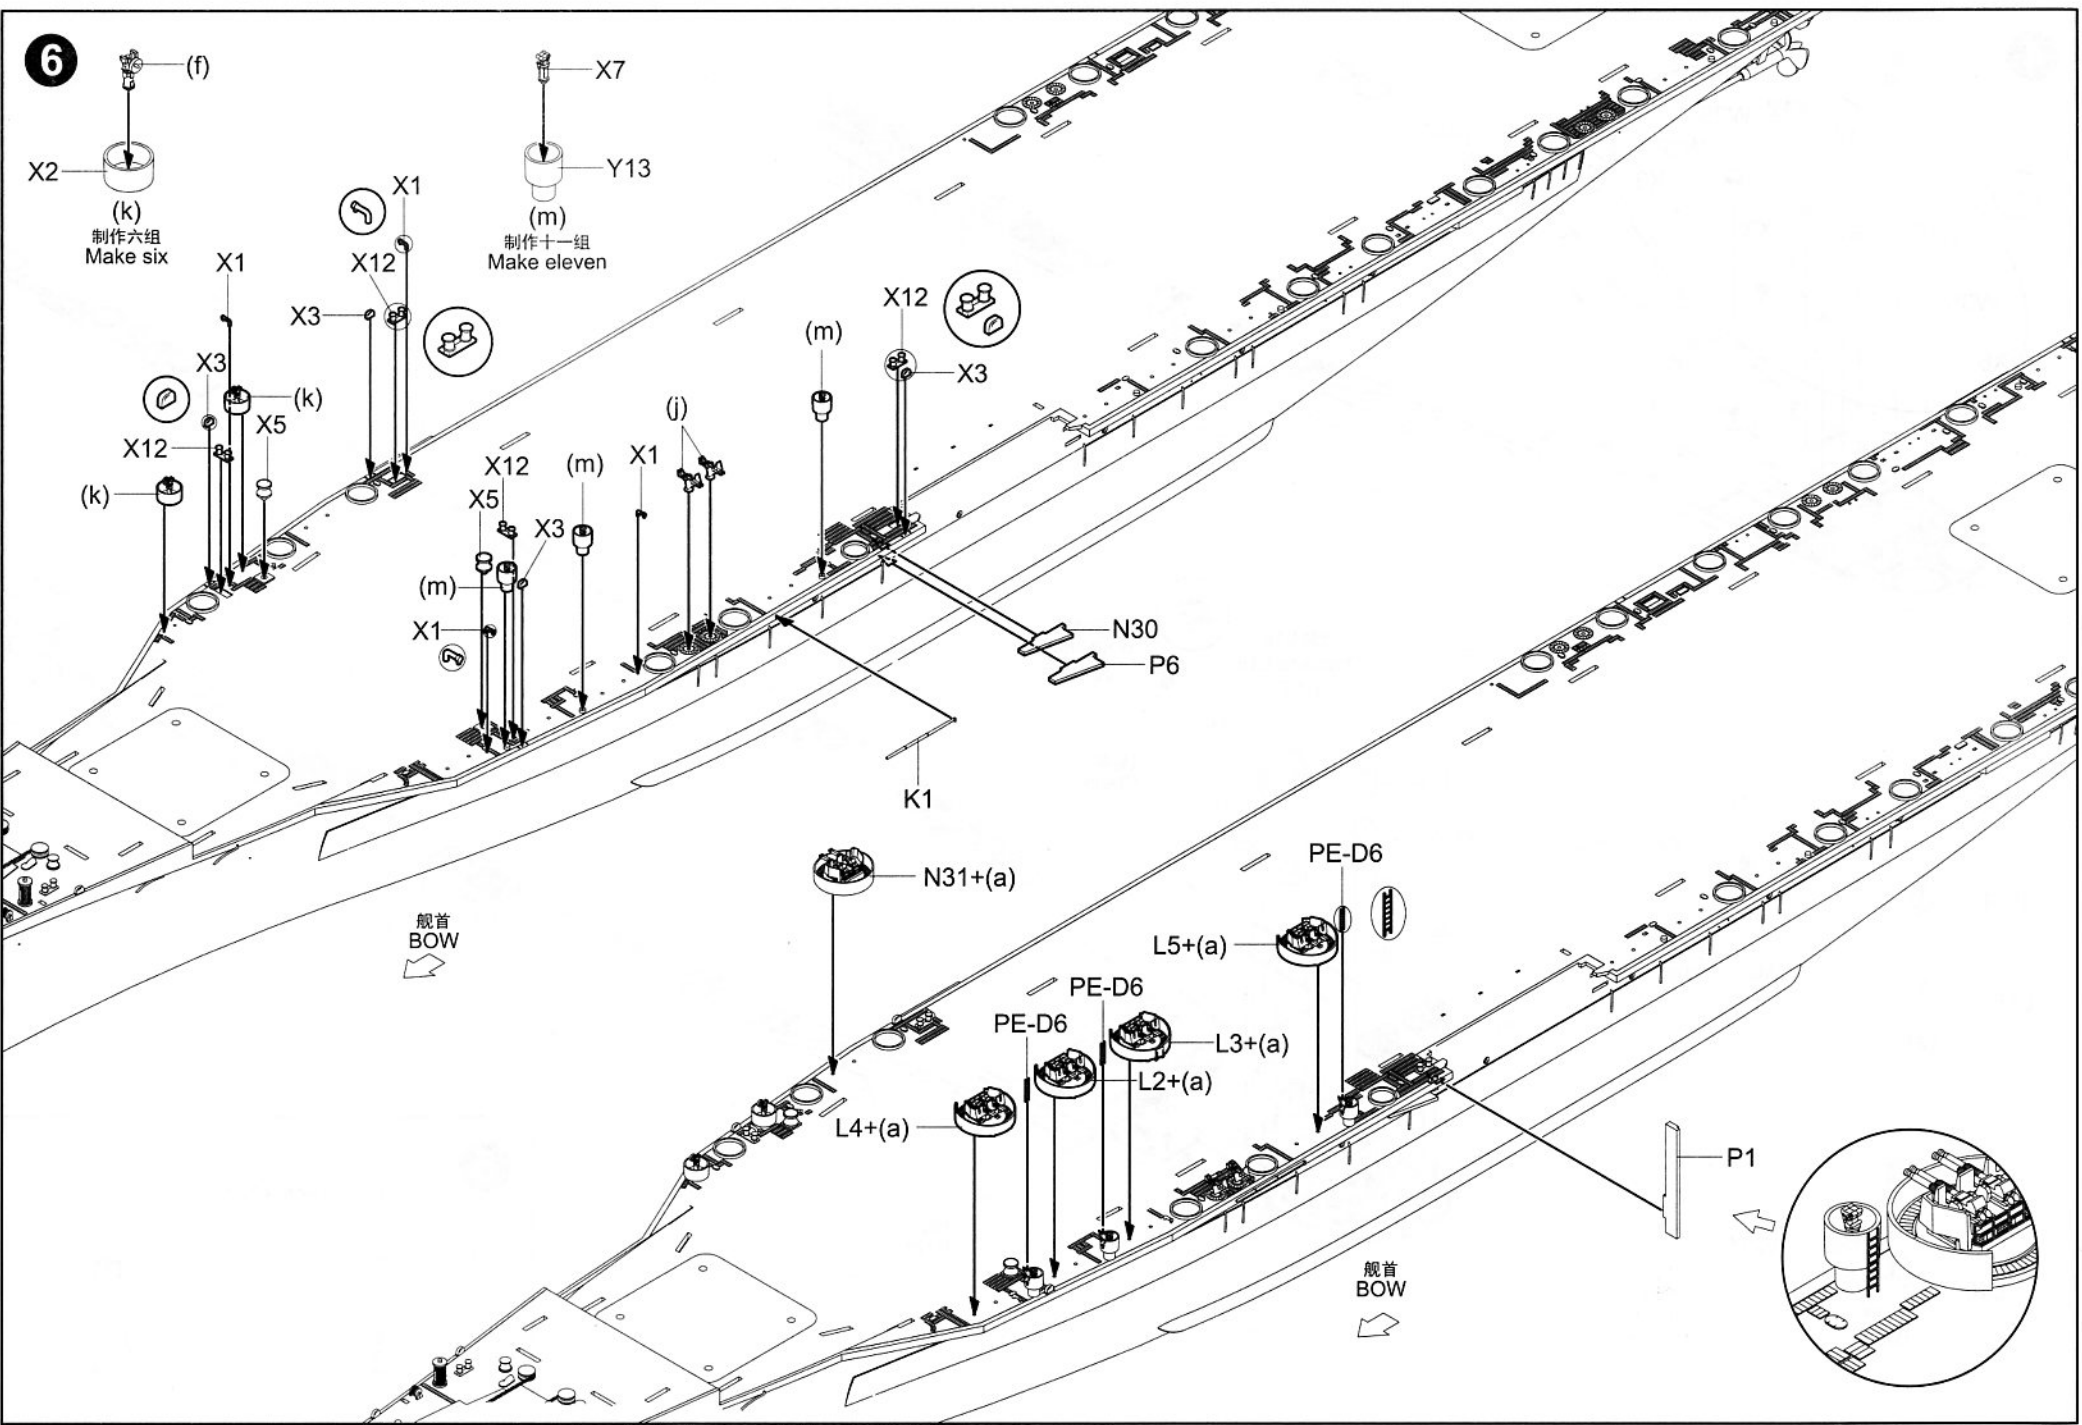 6
(f)
X2
(k)
制作六组
Make six
X7
Y13
(m)
制作十一组
Make eleven
X1
X12
X3
X1
X3
(k)
X5
X12
(k)
X12
X3
(m)
(j)
X12
(m)
X1
X5
X3
(m)
X1
N30
P6
K1
舰首
BOW
N31+(a)
PE-D6
L5+(a)
PE-D6
PE-D6
L3+(a)
L2+(a)
L4+(a)
P1
舰首
BOW